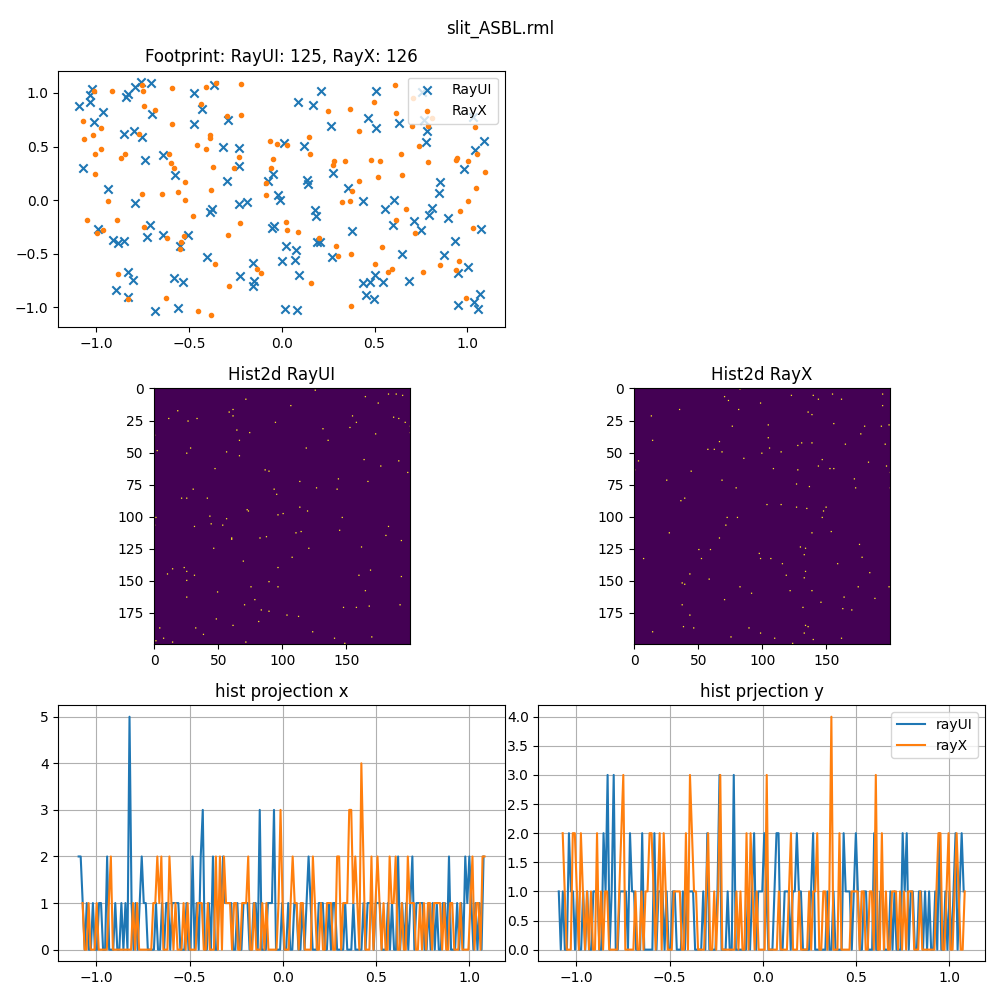 slit_ASBL.rml
Footprint: RayUI: 125, RayX: 126
1.0
0.5
0.0
−0.5
−1.0
−1.0 −0.5 0.0 0.5 1.0
RayUI
RayX
Hist2d RayUI
0
25
50
75
100
125
150
175
0 50 100 150
Hist2d RayX
0
25
50
75
100
125
150
175
0 50 100 150
hist projection x
5
4
3
2
1
0
−1.0 −0.5 0.0 0.5 1.0
hist prjection y
4.0
3.5
3.0
2.5
2.0
1.5
1.0
0.5
0.0
−1.0 −0.5 0.0 0.5 1.0
rayUI
rayX